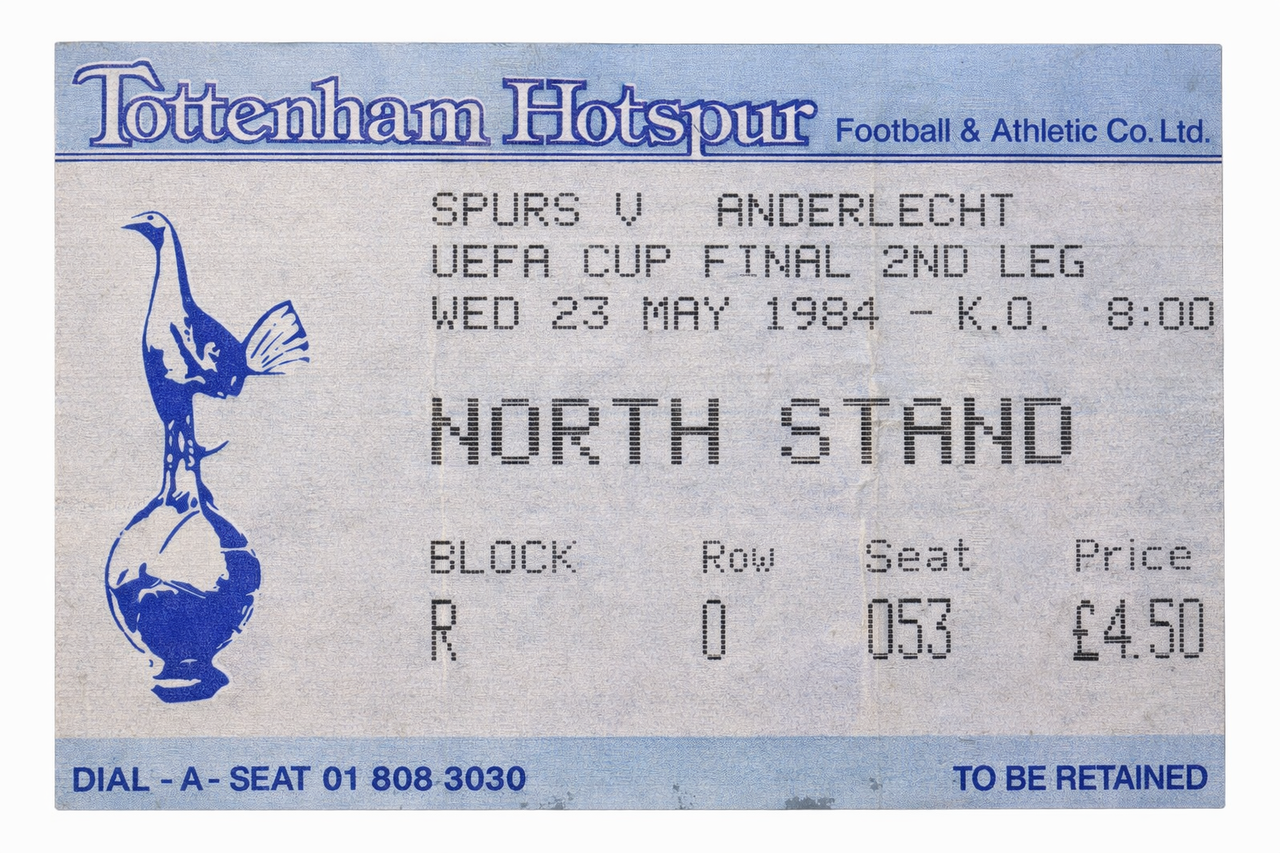 Tottenham Hotspur Football & Athletic Co. Ltd.
SPURS V ANDERLECHT
UEFA CUP FINAL 2ND LEG
WED 23 MAY 1984 - K.O. 8:00
NORTH STAND
BLOCK Row Seat Price
R O 053 £4.50
DIAL - A - SEAT 01 808 3030 TO BE RETAINED